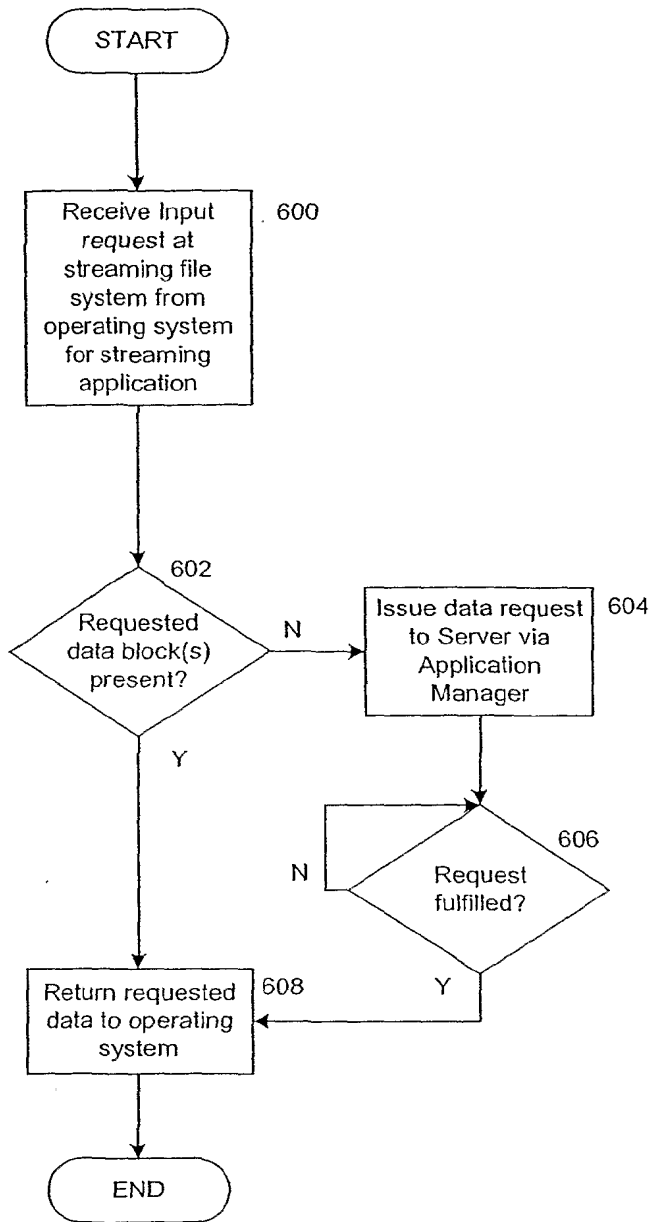 START
Receive Input
request at
streaming file
system from
operating system
for streaming
application
600
602
Requested
data block(s)
present?
N
Y
Issue data request
to Server via
Application
Manager
604
606
Request
fulfilled?
N
Y
Return requested
data to operating
system
608
END